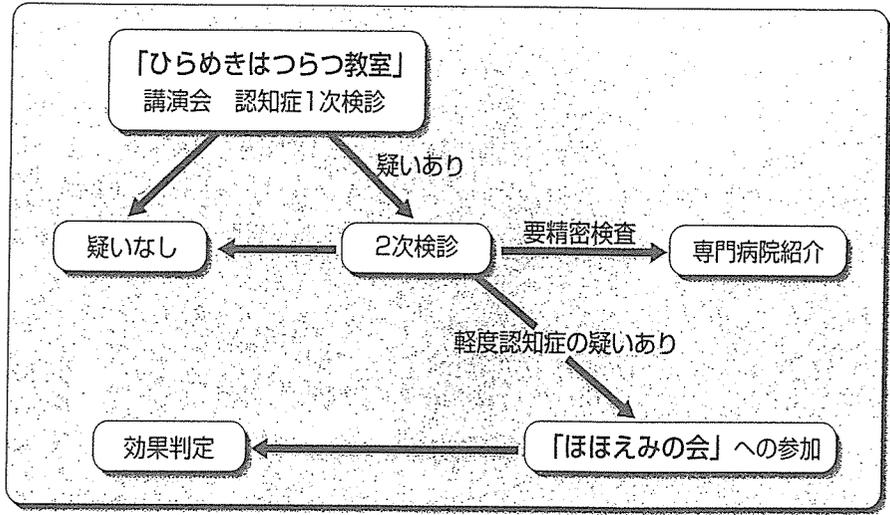 「ひらめきはつらつ教室」
講演会　認知症1次検診
疑いあり
疑いなし
2次検診
要精密検査
専門病院紹介
軽度認知症の疑いあり
効果判定
「ほほえみの会」への参加